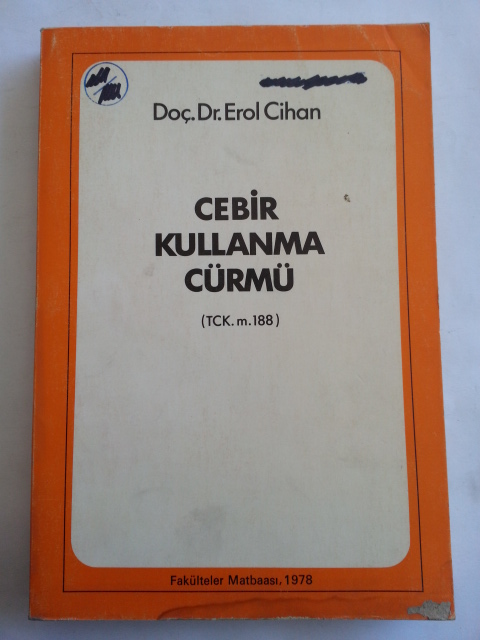 Doç. Dr. Erol Cihan
CEBİR
KULLANMA
CÜRMÜ
(TCK. m.188)
Fakülteler Matbaası, 1978